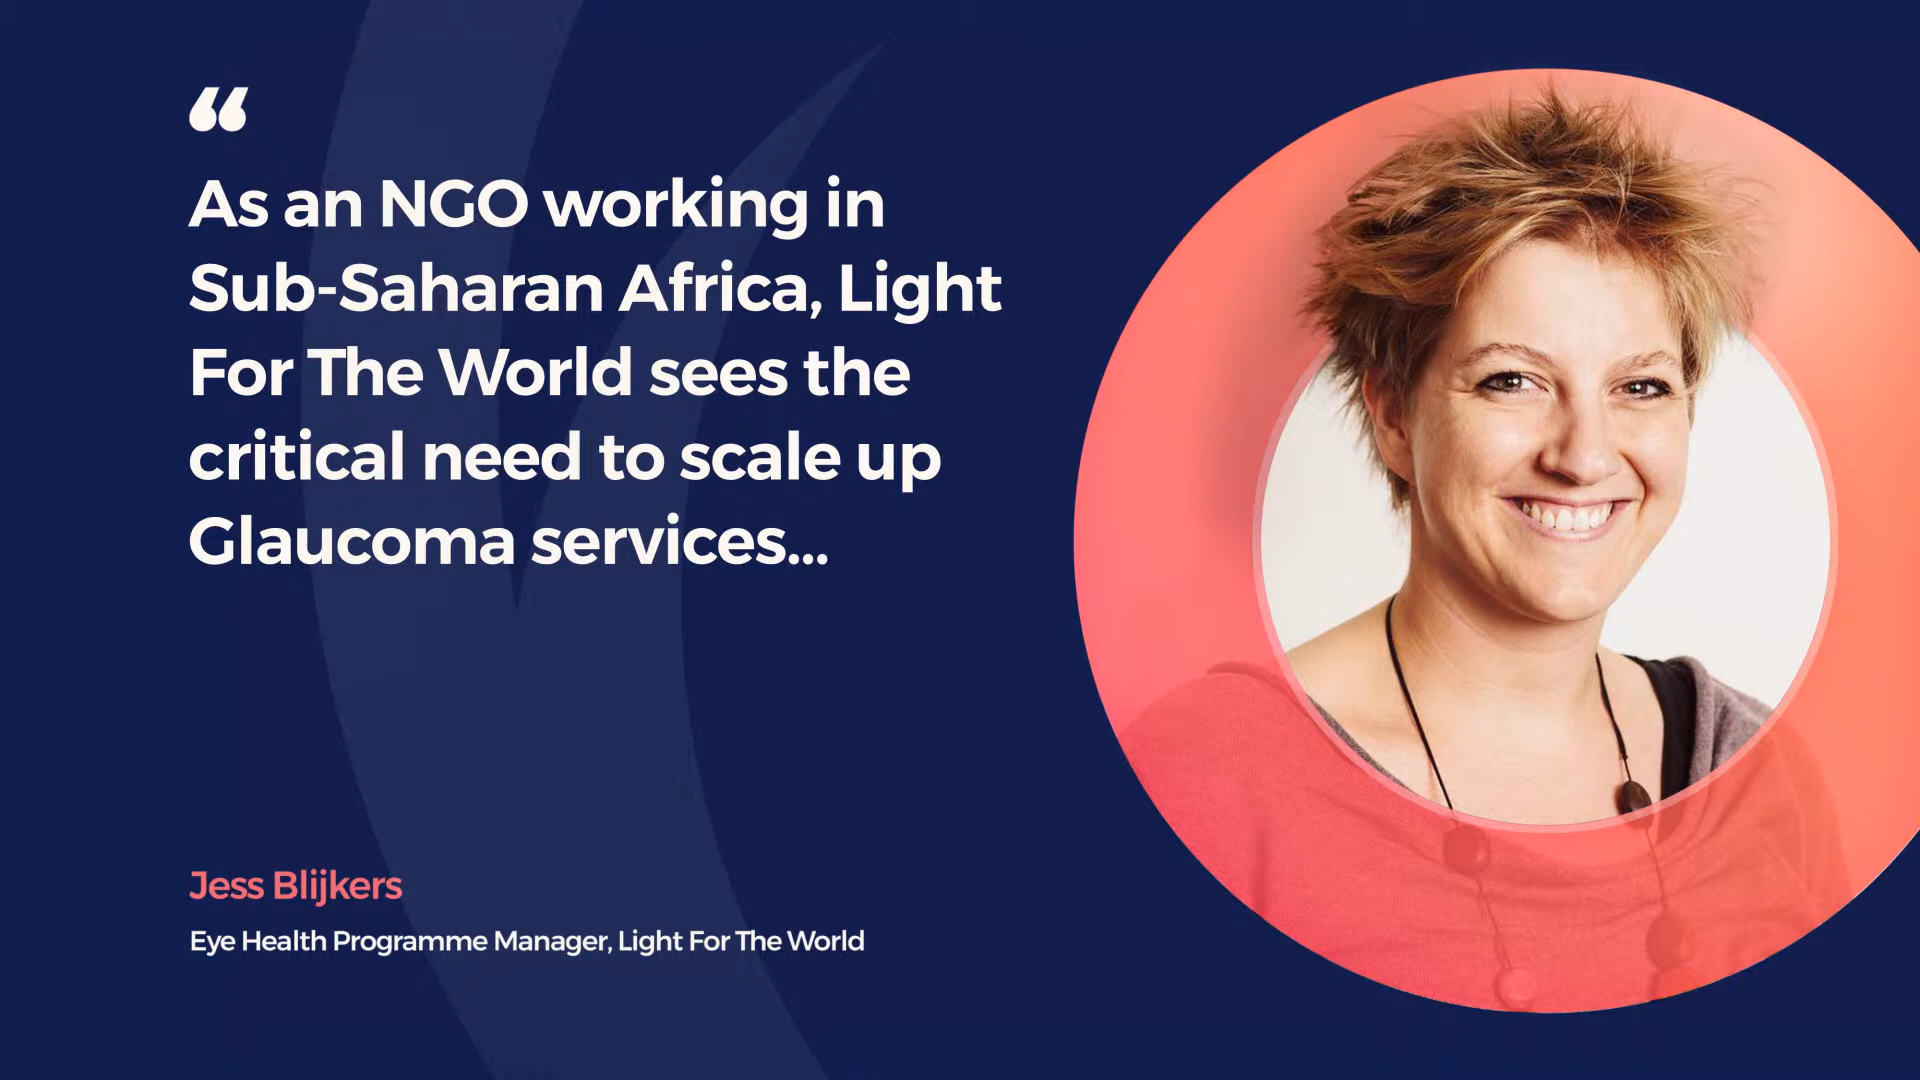 “
As an NGO working in
Sub-Saharan Africa, Light
For The World sees the
critical need to scale up
Glaucoma services...
Jess Blijkers
Eye Health Programme Manager, Light For The World